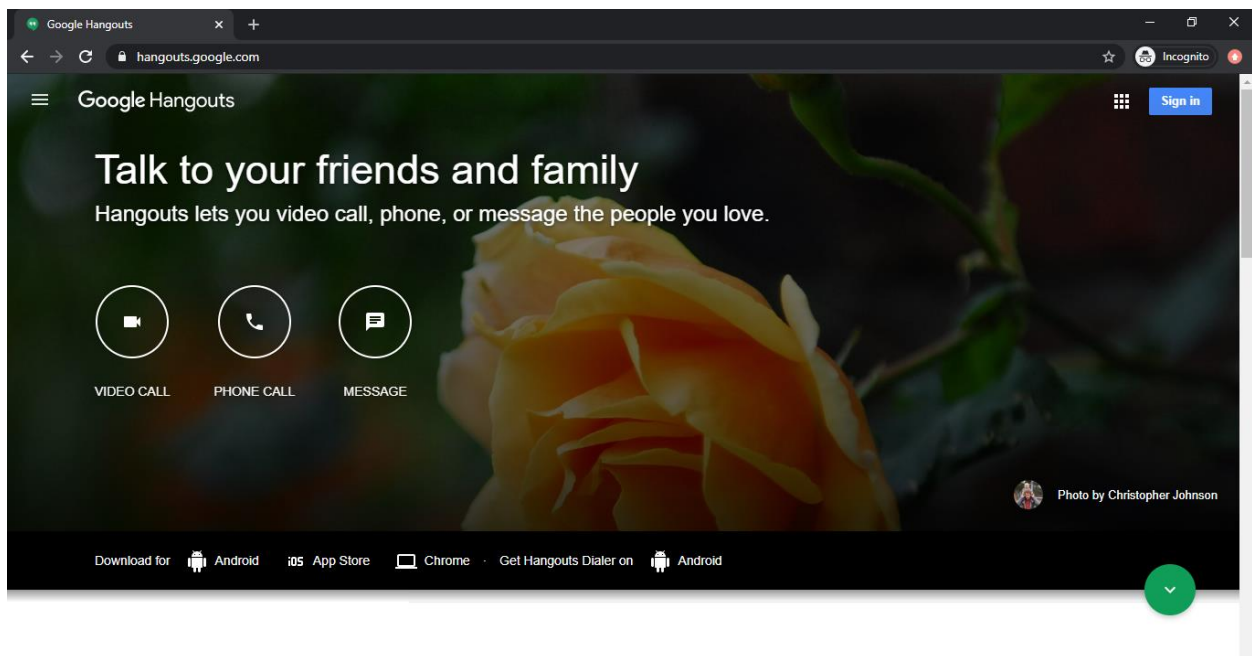 Google Hangouts
hangouts.google.com
Incognito
Google Hangouts
Sign in
Talk to your friends and family
Hangouts lets you video call, phone, or message the people you love.
VIDEO CALL PHONE CALL MESSAGE
Photo by Christopher Johnson
Download for Android iOS App Store Chrome · Get Hangouts Dialer on Android